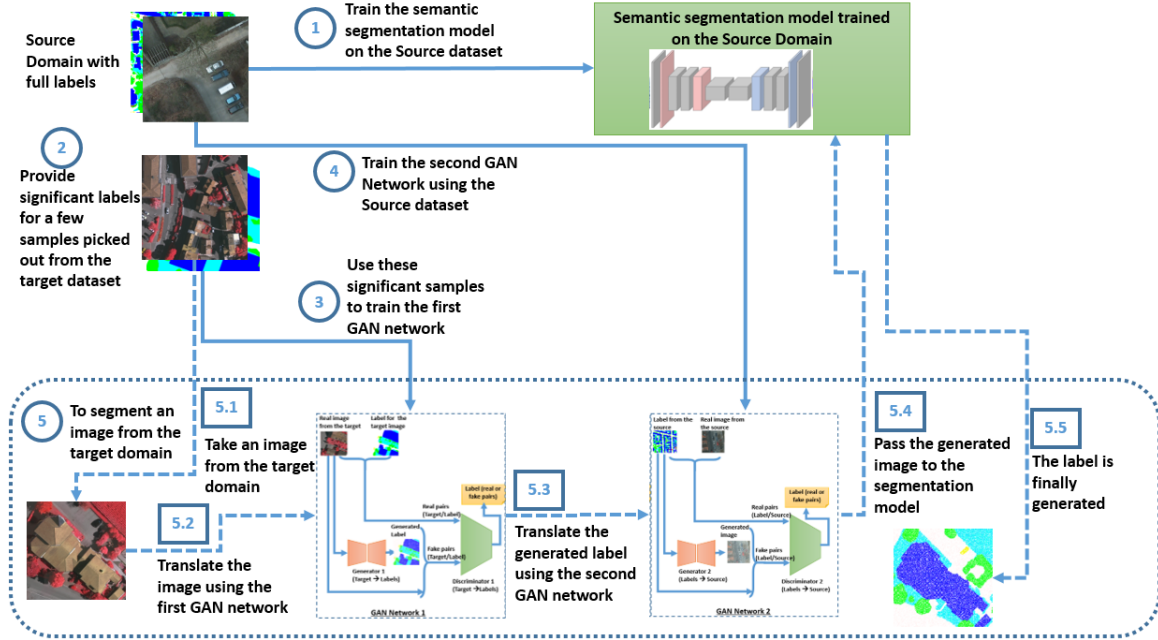 Source
Domain with
full labels
1
Train the semantic
segmentation model
on the Source dataset
Semantic segmentation model trained
on the Source Domain
2
Provide
significant labels
for a few
samples picked
out from the
target dataset
4
Train the second GAN
Network using the
Source dataset
3
Use these
significant samples
to train the first
GAN network
5
To segment an
image from the
target domain
5.1
Take an image
from the target
domain
5.2
Translate the
image using the
first GAN network
Real image
from the target
Label for the
target image
Label (real or
fake pairs)
Real pairs
(Target/Label)
Generated
Label
Fake pairs
(Target/Label)
Generator 1
(Target → Labels)
Discriminator 1
(Target →Labels)
GAN Network 1
5.3
Translate the
generated label
using the second
GAN network
Label from the
source
Real image from
the source
Label (real or
fake pairs)
Real pairs
(Label/Source)
Generated
image
Fake pairs
(Label/Source)
Generator 2
(Labels → Source)
Discriminator 2
(Labels → Source)
GAN Network 2
5.4
Pass the generated
image to the
segmentation
model
5.5
The label is
finally
generated